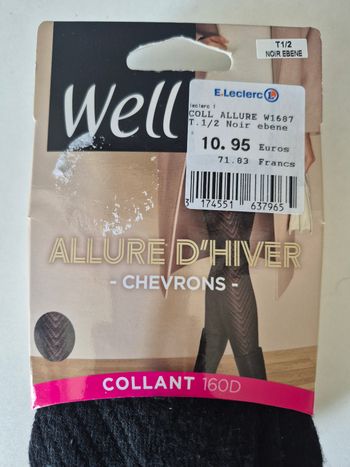 T1/2
NOIR EBENE
Well
E.Leclerc L
leclerc 1
COLL ALLURE W1687
T.1/2 Noir ebene
10.95 Euros
71.83 Francs
3 174551 637965
ALLURE D'HIVER
- CHEVRONS -
COLLANT 160D